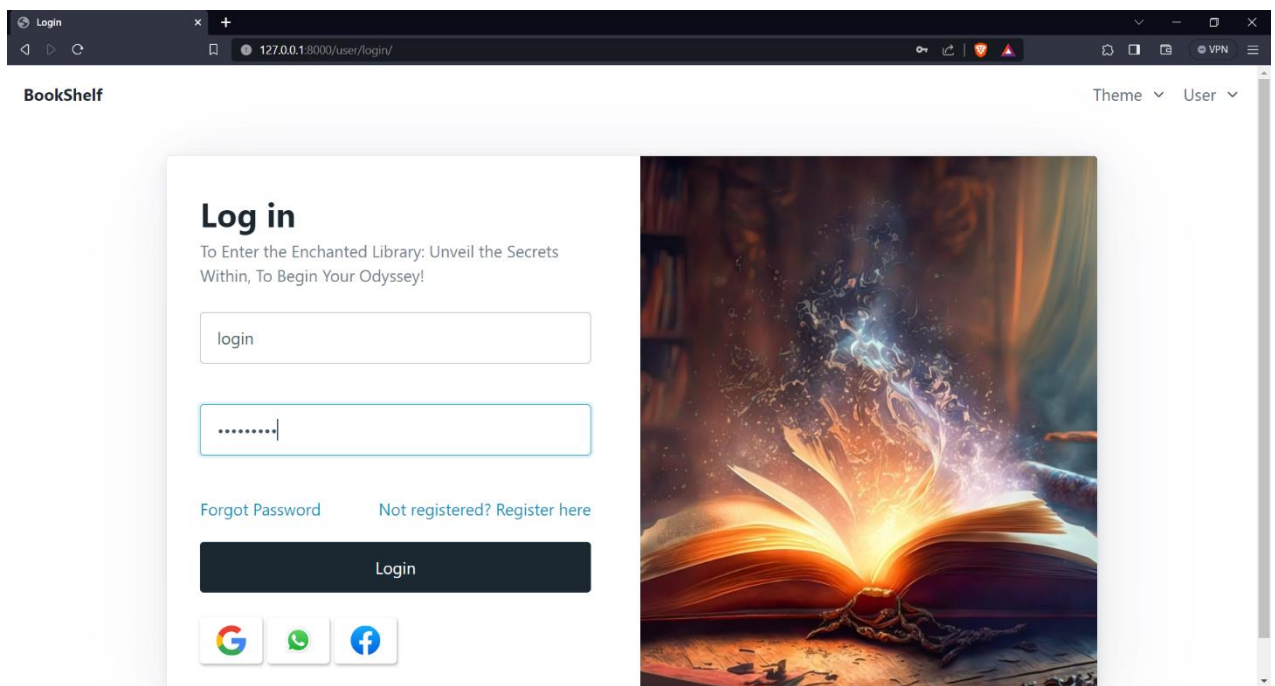 Login
127.0.0.1:8000/user/login/
VPN
BookShelf
Theme
User
Log in
To Enter the Enchanted Library: Unveil the Secrets
Within, To Begin Your Odyssey!
login
•••••••••
Forgot Password
Not registered? Register here
Login